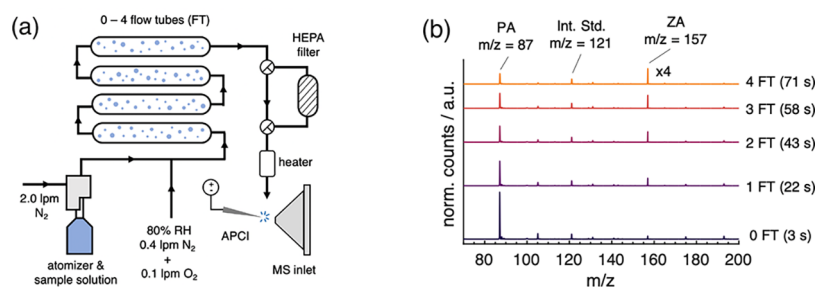 (a)
0 – 4 flow tubes (FT)
HEPA
filter
heater
2.0 lpm
N2
atomizer &
sample solution
80% RH
0.4 lpm N2
+
0.1 lpm O2
+
-
APCI
MS inlet
(b)
PA
m/z = 87
Int. Std.
m/z = 121
ZA
m/z = 157
x4
4 FT (71 s)
3 FT (58 s)
2 FT (43 s)
1 FT (22 s)
0 FT (3 s)
norm. counts / a.u.
80 100 120 140 160 180 200
m/z